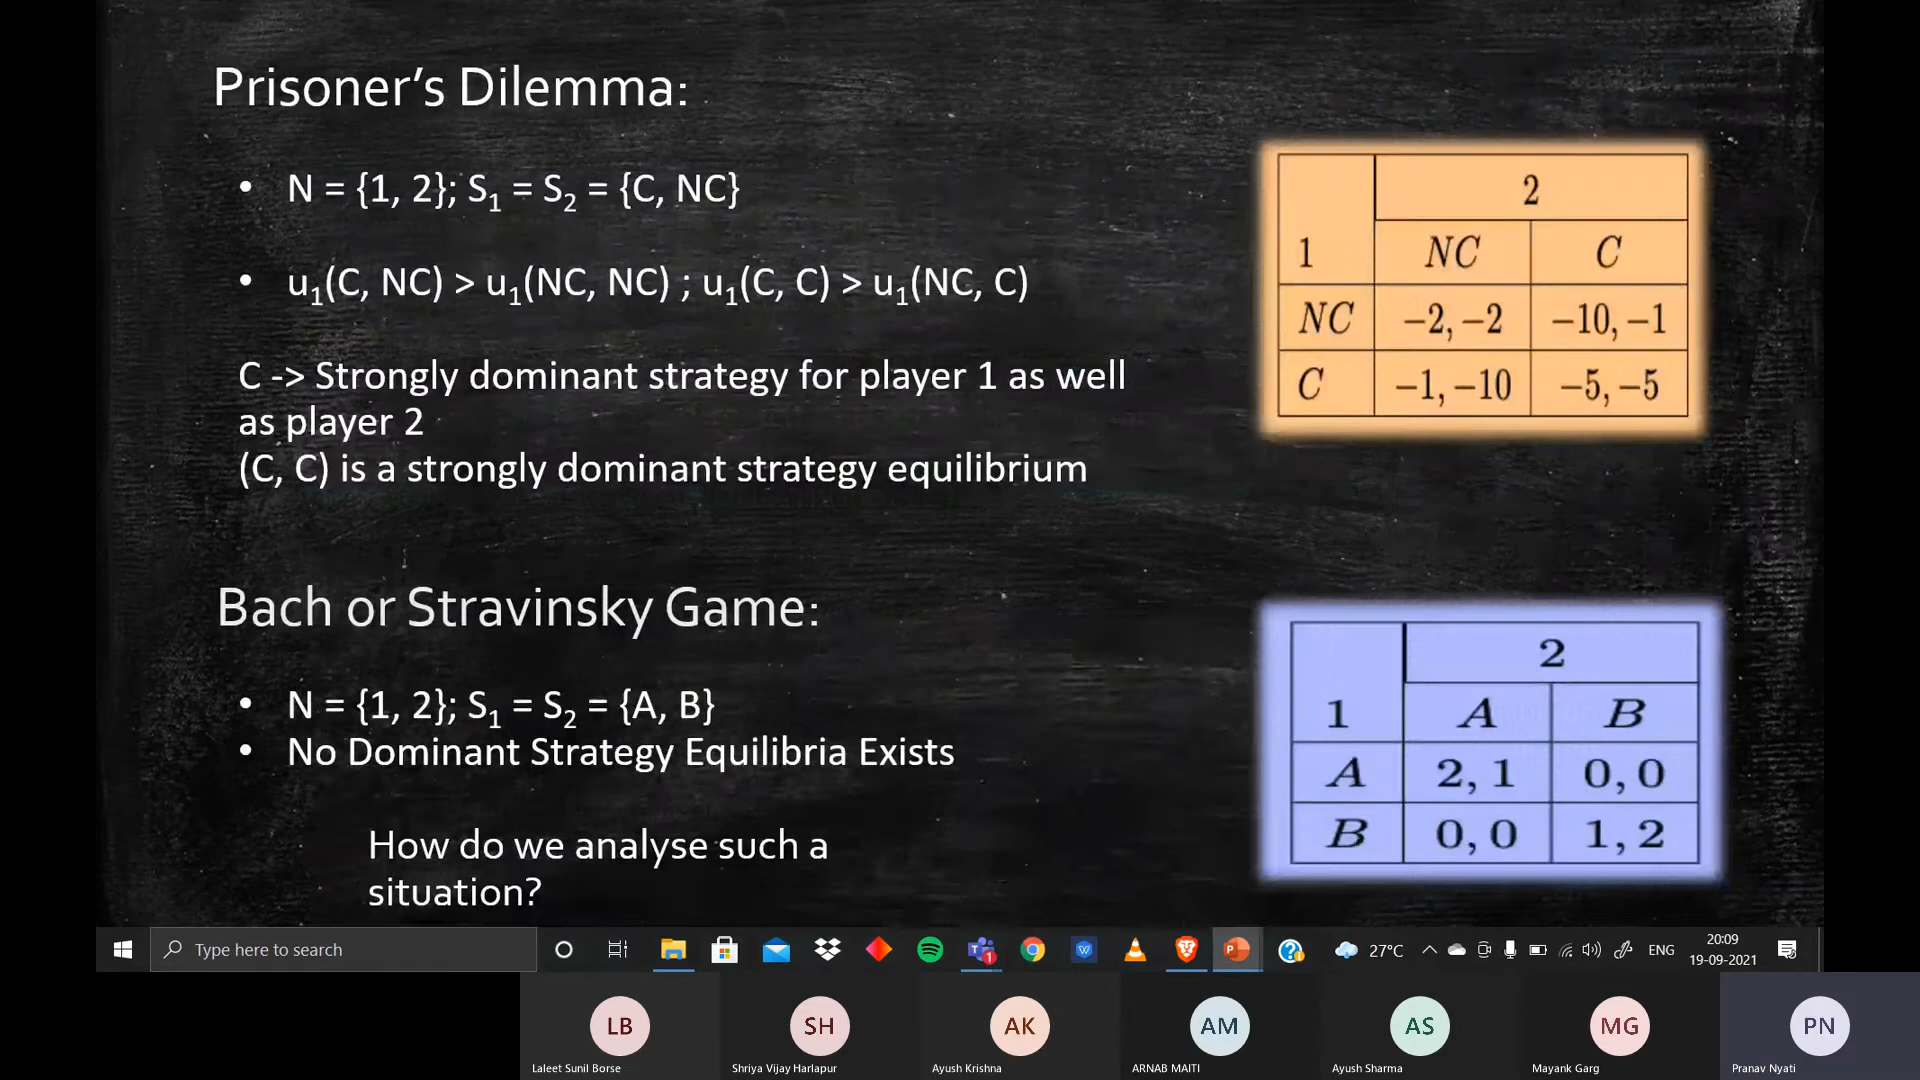 Prisoner's Dilemma:
• N = {1, 2}; S1 = S2 = {C, NC}
• u1(C, NC) > u1(NC, NC) ; u1(C, C) > u1(NC, C)
C -> Strongly dominant strategy for player 1 as well
as player 2
(C, C) is a strongly dominant strategy equilibrium
2
1 NC C
NC −2, −2 −10, −1
C −1, −10 −5, −5
Bach or Stravinsky Game:
• N = {1, 2}; S1 = S2 = {A, B}
• No Dominant Strategy Equilibria Exists
How do we analyse such a
situation?
2
1 A B
A 2, 1 0, 0
B 0, 0 1, 2
Type here to search
27°C
ENG
20:09
19-09-2021
LB
SH
AK
AM
AS
MG
PN
Laleet Sunil Borse
Shriya Vijay Harlapur
Ayush Krishna
ARNAB MAITI
Ayush Sharma
Mayank Garg
Pranav Nyati